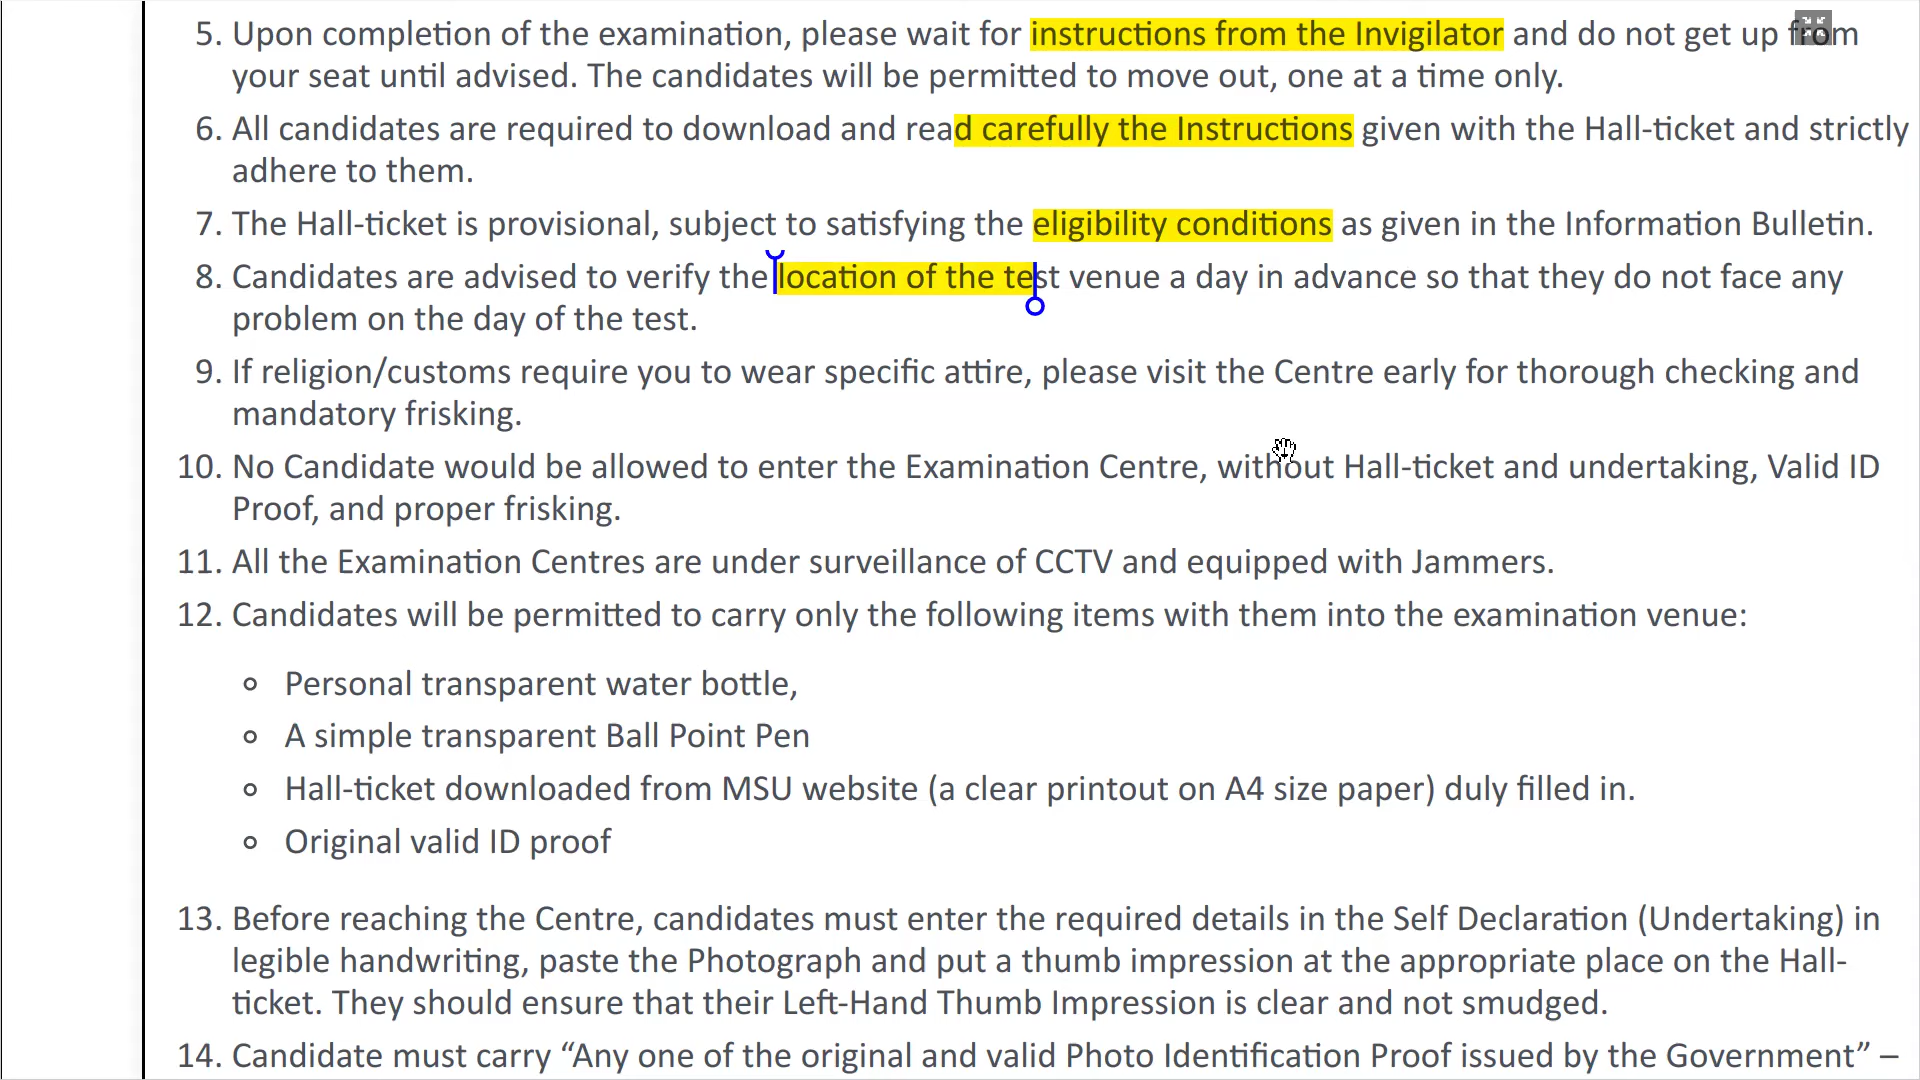 5. Upon completion of the examination, please wait for instructions from the Invigilator and do not get up from
your seat until advised. The candidates will be permitted to move out, one at a time only.
6. All candidates are required to download and read carefully the Instructions given with the Hall-ticket and strictly
adhere to them.
7. The Hall-ticket is provisional, subject to satisfying the eligibility conditions as given in the Information Bulletin.
8. Candidates are advised to verify the location of the test venue a day in advance so that they do not face any
problem on the day of the test.
9. If religion/customs require you to wear specific attire, please visit the Centre early for thorough checking and
mandatory frisking.
10. No Candidate would be allowed to enter the Examination Centre, without Hall-ticket and undertaking, Valid ID
Proof, and proper frisking.
11. All the Examination Centres are under surveillance of CCTV and equipped with Jammers.
12. Candidates will be permitted to carry only the following items with them into the examination venue:
Personal transparent water bottle,
A simple transparent Ball Point Pen
Hall-ticket downloaded from MSU website (a clear printout on A4 size paper) duly filled in.
Original valid ID proof
13. Before reaching the Centre, candidates must enter the required details in the Self Declaration (Undertaking) in
legible handwriting, paste the Photograph and put a thumb impression at the appropriate place on the Hall-
ticket. They should ensure that their Left-Hand Thumb Impression is clear and not smudged.
14. Candidate must carry “Any one of the original and valid Photo Identification Proof issued by the Government” –